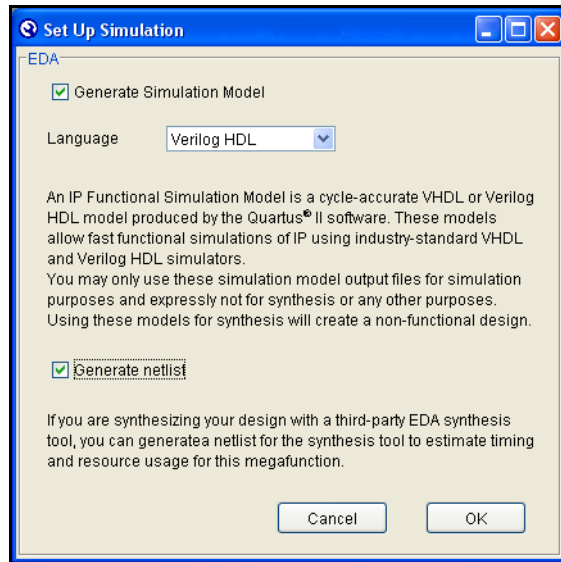 Set Up Simulation
EDA
Generate Simulation Model
Language
Verilog HDL
An IP Functional Simulation Model is a cycle-accurate VHDL or Verilog
HDL model produced by the Quartus® II software. These models
allow fast functional simulations of IP using industry-standard VHDL
and Verilog HDL simulators.
You may only use these simulation model output files for simulation
purposes and expressly not for synthesis or any other purposes.
Using these models for synthesis will create a non-functional design.
Generate netlist
If you are synthesizing your design with a third-party EDA synthesis
tool, you can generatea netlist for the synthesis tool to estimate timing
and resource usage for this megafunction.
Cancel
OK